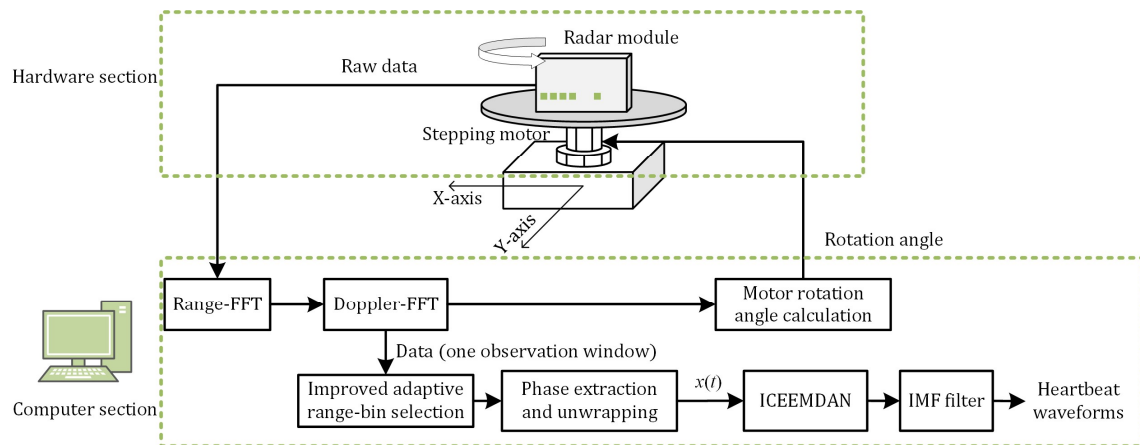 Radar module
Hardware section
Raw data
Stepping motor
X-axis
Y-axis
Rotation angle
Range-FFT
Doppler-FFT
Motor rotation
angle calculation
Data (one observation window)
Improved adaptive
range-bin selection
Phase extraction
and unwrapping
x(t)
ICEEMDAN
IMF filter
Heartbeat
waveforms
Computer section